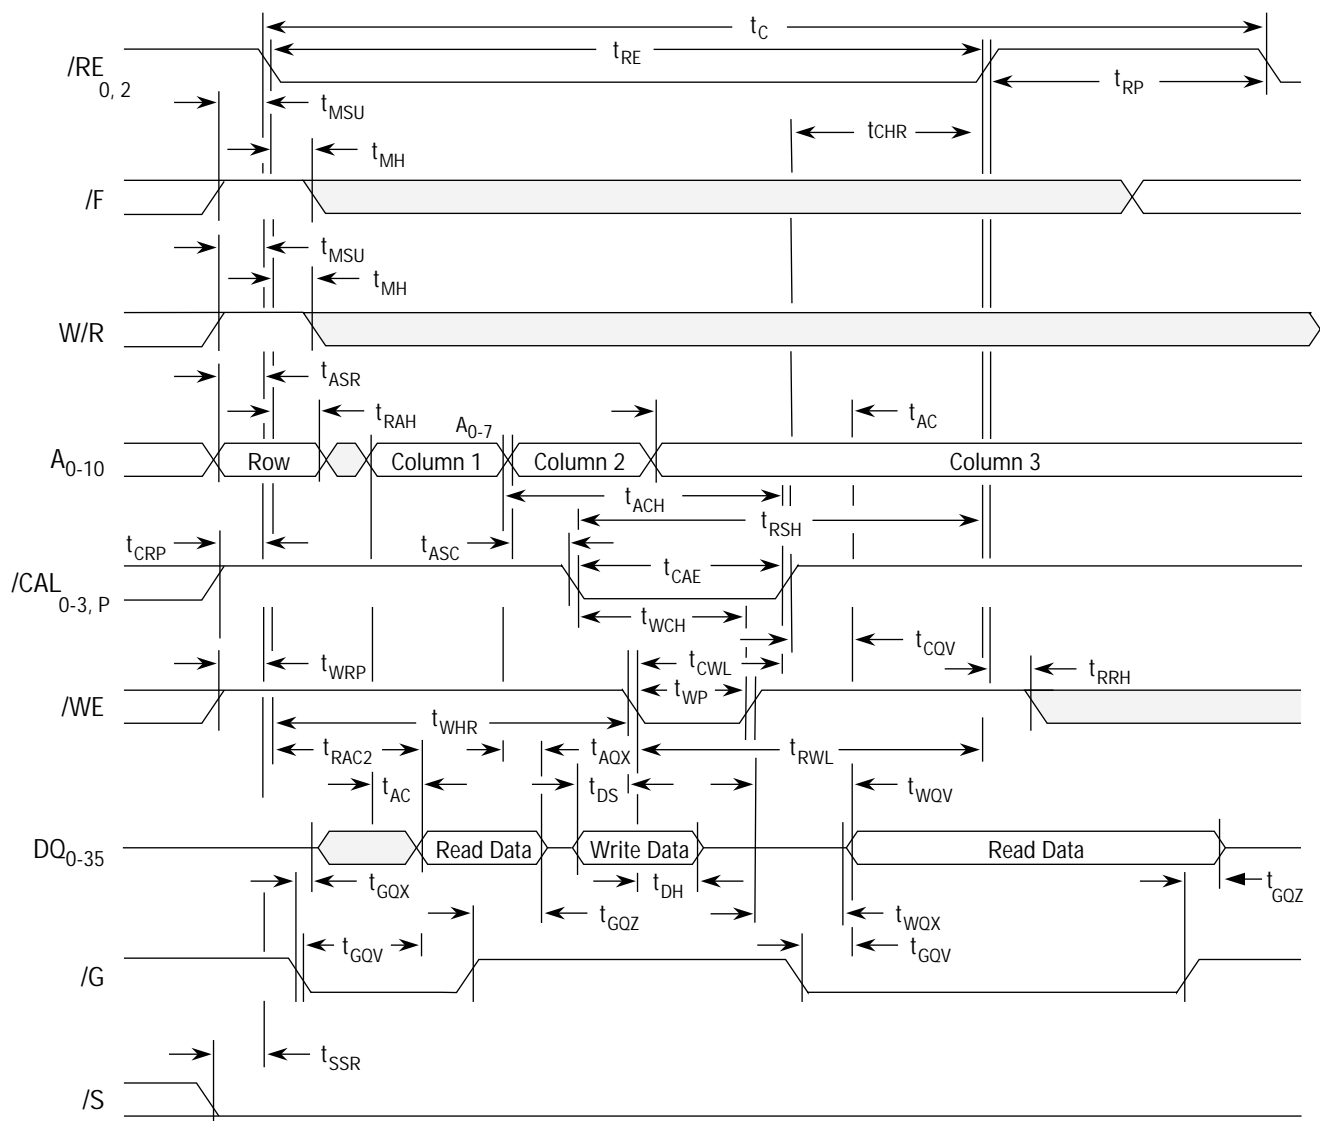 tC
tRE
/RE0, 2
tRP
tMSU
tCHR
tMH
/F
tMSU
tMH
W/R
tASR
tRAH
A0-7
tAC
A0-10
Row
Column 1
Column 2
Column 3
tACH
tRSH
tCRP
tASC
tCAE
/CAL0-3, P
tWCH
tCQV
tWRP
tCWL
tRRH
tWP
/WE
tWHR
tRAC2
tAQX
tRWL
tAC
tDS
tWQV
DQ0-35
Read Data
Write Data
Read Data
tGQX
tDH
tGQZ
tGQZ
tWQX
tGQV
tGQV
/G
tSSR
/S